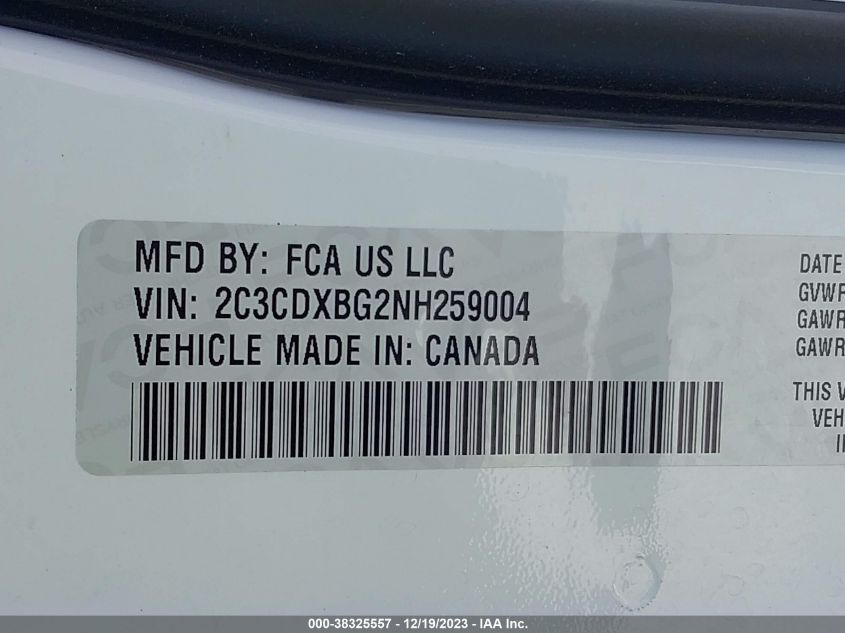 MFD BY: FCA US LLC
VIN: 2C3CDXBG2NH259004
VEHICLE MADE IN: CANADA
DATE
GVWR
GAWR
GAWR
THIS V
VEH
000-38325557 - 12/19/2023 - IAA Inc.